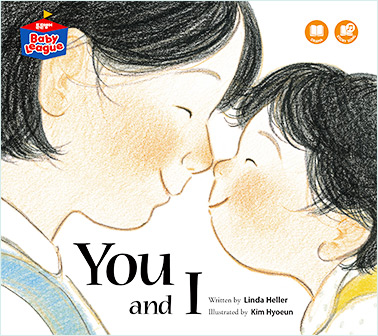 Baby
League
You
and I
Written by Linda Heller
Illustrated by Kim Hyoeun